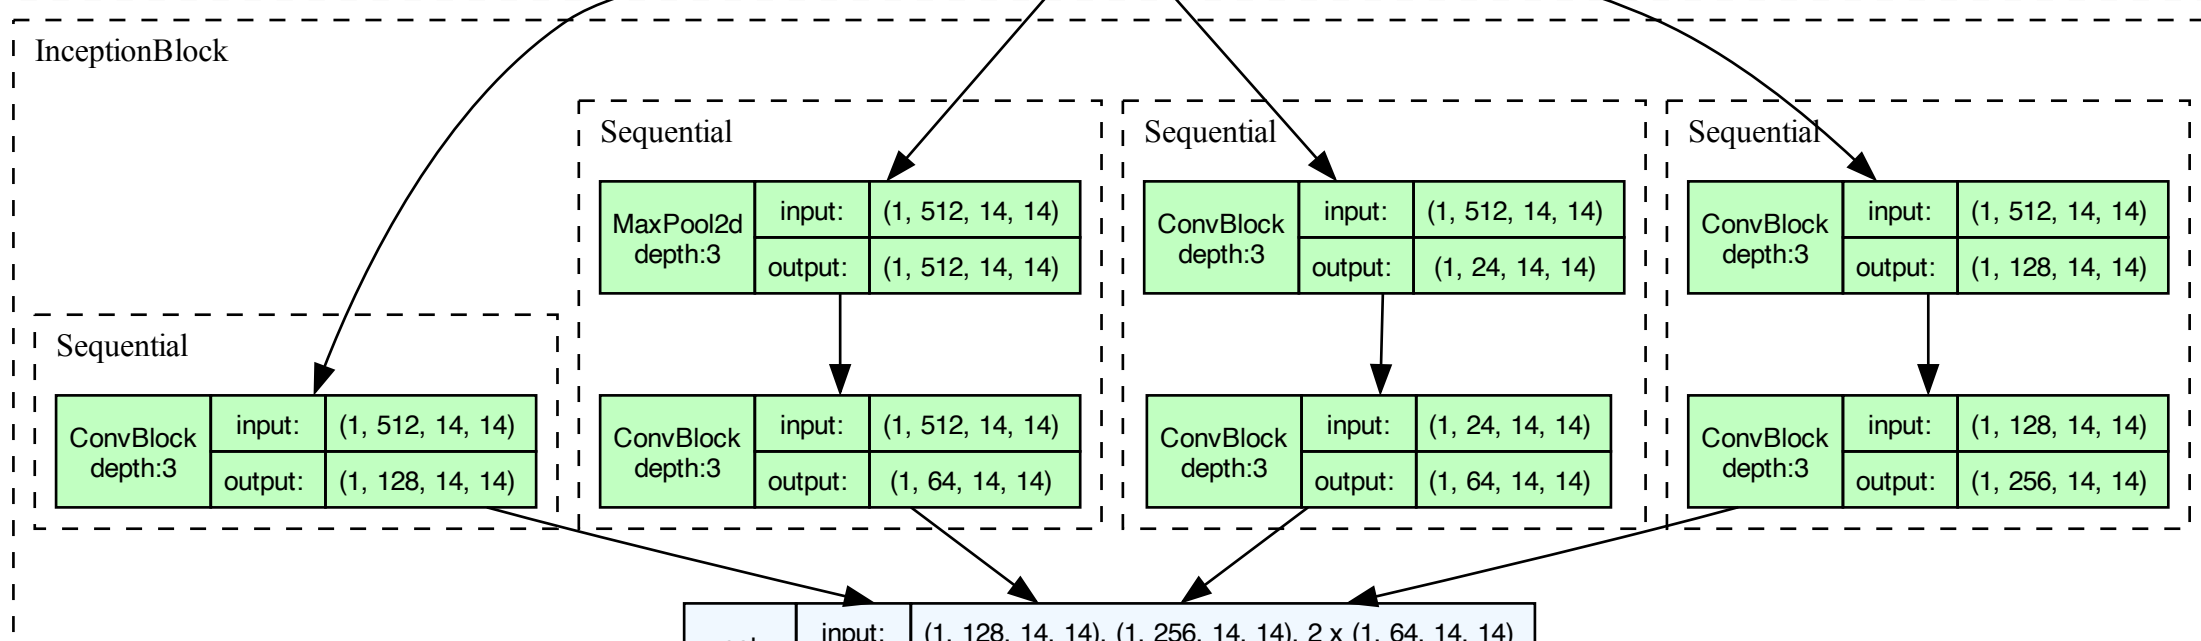 InceptionBlock
Sequential
MaxPool2d
depth:3
input:
(1, 512, 14, 14)
output:
(1, 512, 14, 14)
ConvBlock
depth:3
input:
(1, 512, 14, 14)
output:
(1, 64, 14, 14)
Sequential
ConvBlock
depth:3
input:
(1, 512, 14, 14)
output:
(1, 24, 14, 14)
ConvBlock
depth:3
input:
(1, 24, 14, 14)
output:
(1, 64, 14, 14)
Sequential
ConvBlock
depth:3
input:
(1, 512, 14, 14)
output:
(1, 128, 14, 14)
ConvBlock
depth:3
input:
(1, 128, 14, 14)
output:
(1, 256, 14, 14)
Sequential
ConvBlock
depth:3
input:
(1, 512, 14, 14)
output:
(1, 128, 14, 14)
input:
(1, 128, 14, 14), (1, 256, 14, 14), 2 x (1, 64, 14, 14)